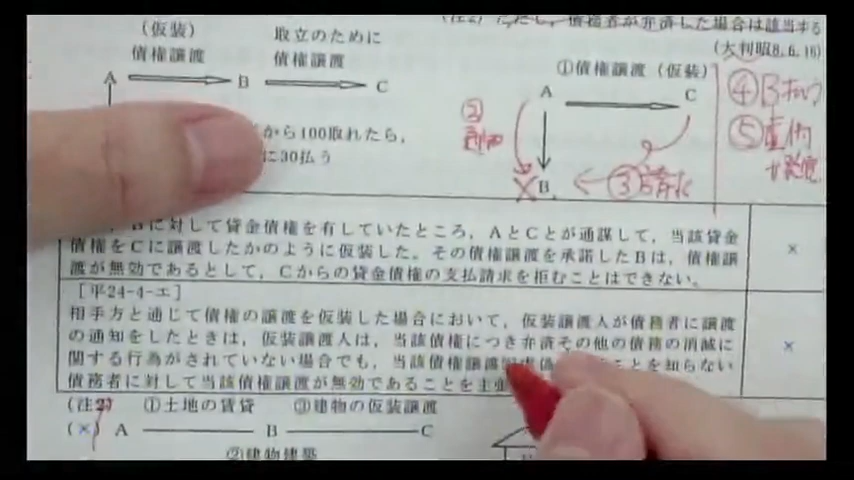 (注2) ただし，債務者が弁済した場合は該当する
(大判昭8.6.16)
(仮装)
債権譲渡
取立のために
債権譲渡
A B C
から100取れたら，
に30払う
①債権譲渡（仮装）
A C
②
③請求
B
④B
⑤
Bに対して貸金債権を有していたところ，AとCとが通謀して，当該貸金
債権をCに譲渡したかのように仮装した。その債権譲渡を承諾したBは，債権譲
渡が無効であるとして，Cからの貸金債権の支払請求を拒むことはできない。
×
[平24-4-エ]
相手方と通じて債権の譲渡を仮装した場合において，仮装譲渡人が債務者に譲渡
の通知をしたときは，仮装譲渡人は，当該債権につき弁済その他の債務の消滅に
関する行為がされていない場合でも，当該債権譲渡 ことを知らない
債務者に対して当該債権譲渡が無効であることを主
×
(注2) ①土地の賃貸 ③建物の仮装譲渡
(×) A B C
②建物建築